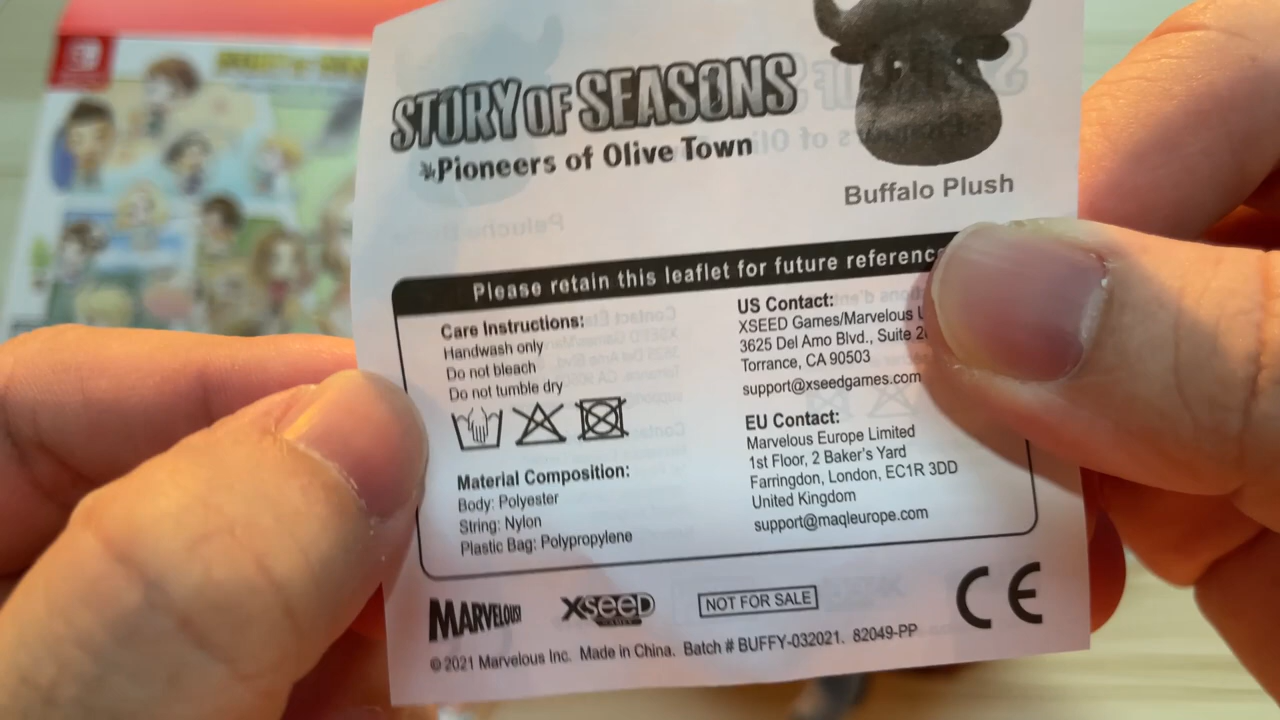 STORY OF SEASONS
Pioneers of Olive Town
Buffalo Plush
Please retain this leaflet for future
Care Instructions:
Handwash only
Do not bleach
Do not tumble dry
Material Composition:
Body: Polyester
String: Nylon
Plastic Bag: Polypropylene
US Contact:
XSEED Games/Marvelous
3625 Del Amo Blvd., Suite
Torrance, CA 90503
support@xseedgames.com
EU Contact:
Marvelous Europe Limited
1st Floor, 2 Baker's Yard
Farringdon, London, EC1R 3DD
United Kingdom
support@maqleurope.com
MARVELOUS!
XSEED
NOT FOR SALE
CE
© 2021 Marvelous Inc. Made in China. Batch # BUFFY-032021. 82049-PP